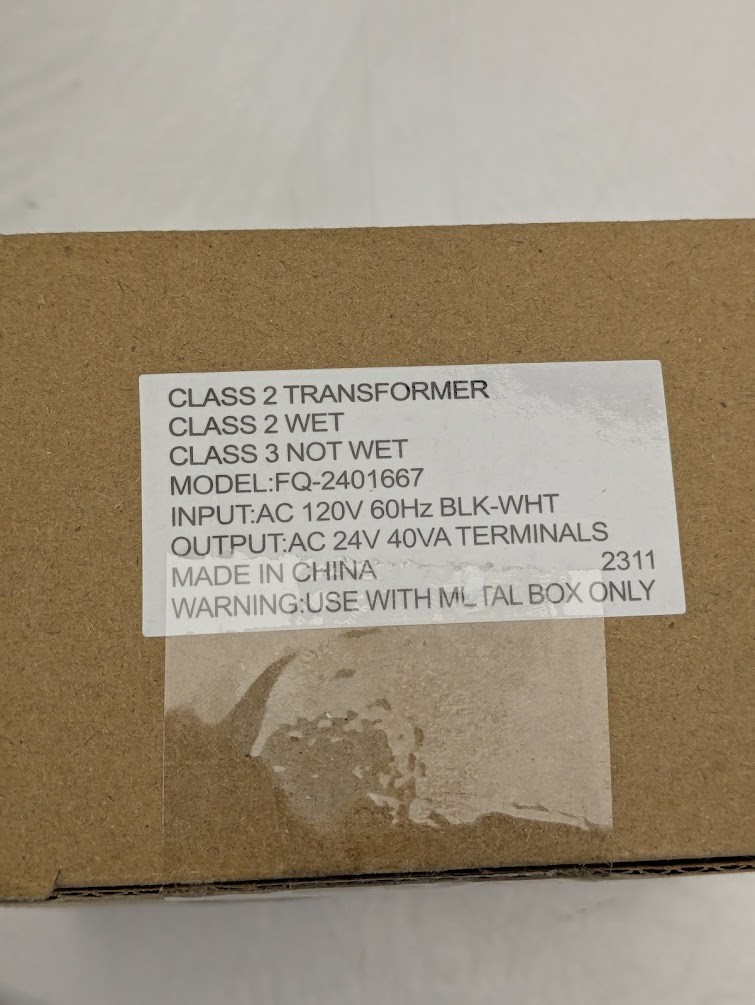 CLASS 2 TRANSFORMER
CLASS 2 WET
CLASS 3 NOT WET
MODEL:FQ-2401667
INPUT:AC 120V 60Hz BLK-WHT
OUTPUT:AC 24V 40VA TERMINALS
MADE IN CHINA 2311
WARNING:USE WITH METAL BOX ONLY